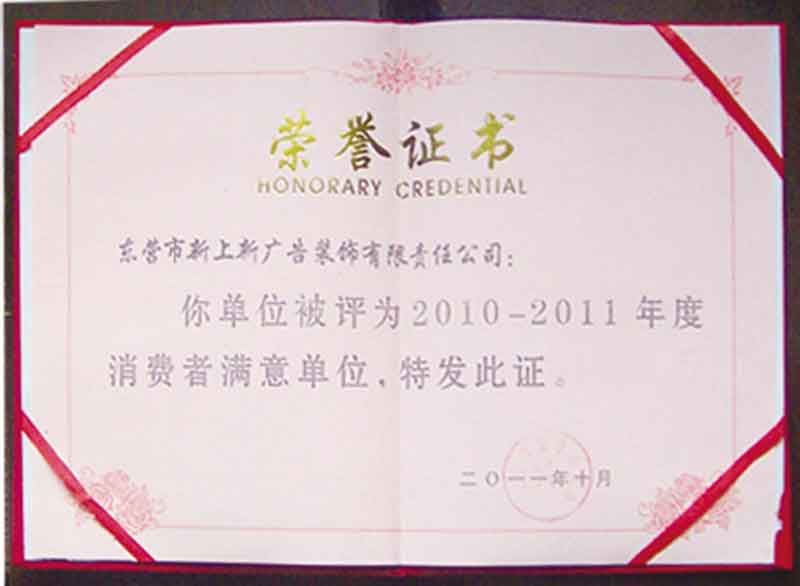 荣誉证书
HONORARY CREDENTIAL
东营市新上新广告装饰有限责任公司：
你单位被评为2010-2011年度
消费者满意单位，特发此证。
二〇一一年十月